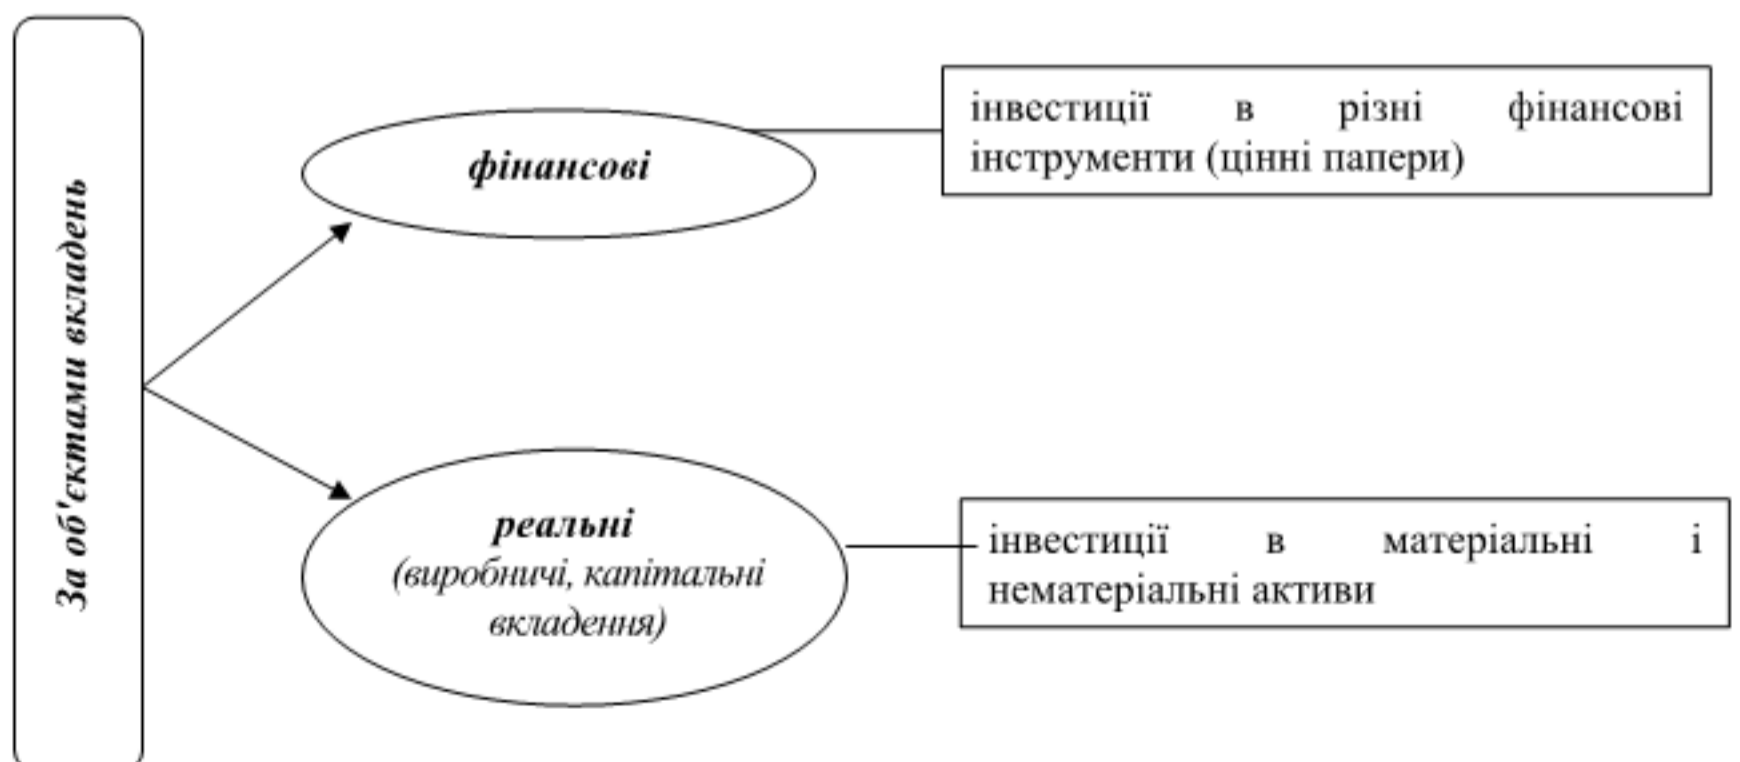 За об'єктами вкладень
фінансові
інвестиції в різні фінансові
інструменти (цінні папери)
реальні
(виробничі, капітальні
вкладення)
інвестиції в матеріальні і
нематеріальні активи